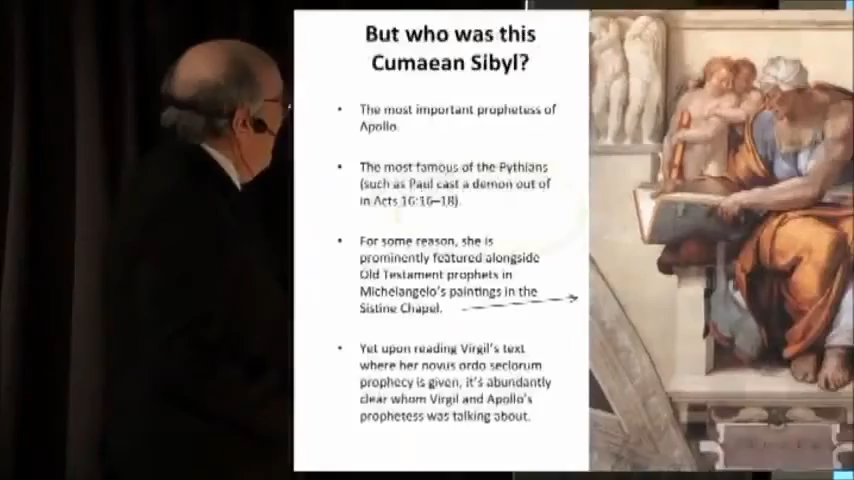 But who was this
Cumaean Sibyl?
• The most important prophetess of
Apollo.
• The most famous of the Pythians
(such as Paul cast a demon out of
in Acts 16:16–18).
• For some reason, she is
prominently featured alongside
Old Testament prophets in
Michelangelo's paintings in the
Sistine Chapel.
• Yet upon reading Virgil's text
where her novus ordo seclorum
prophecy is given, it's abundantly
clear whom Virgil and Apollo's
prophetess was talking about.